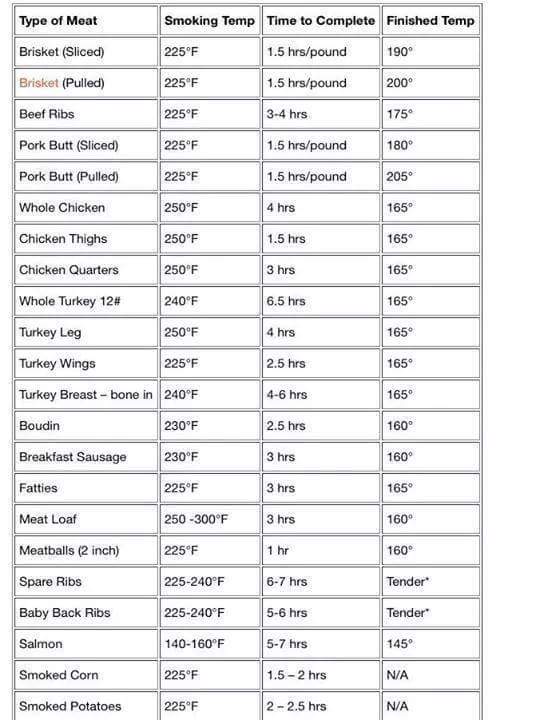 Type of Meat Smoking Temp Time to Complete Finished Temp
Brisket (Sliced) 225°F 1.5 hrs/pound 190°
Brisket (Pulled) 225°F 1.5 hrs/pound 200°
Beef Ribs 225°F 3-4 hrs 175°
Pork Butt (Sliced) 225°F 1.5 hrs/pound 180°
Pork Butt (Pulled) 225°F 1.5 hrs/pound 205°
Whole Chicken 250°F 4 hrs 165°
Chicken Thighs 250°F 1.5 hrs 165°
Chicken Quarters 250°F 3 hrs 165°
Whole Turkey 12# 240°F 6.5 hrs 165°
Turkey Leg 250°F 4 hrs 165°
Turkey Wings 225°F 2.5 hrs 165°
Turkey Breast – bone in 240°F 4-6 hrs 165°
Boudin 230°F 2.5 hrs 160°
Breakfast Sausage 230°F 3 hrs 160°
Fatties 225°F 3 hrs 165°
Meat Loaf 250 -300°F 3 hrs 160°
Meatballs (2 inch) 225°F 1 hr 160°
Spare Ribs 225-240°F 6-7 hrs Tender*
Baby Back Ribs 225-240°F 5-6 hrs Tender*
Salmon 140-160°F 5-7 hrs 145°
Smoked Corn 225°F 1.5 – 2 hrs N/A
Smoked Potatoes 225°F 2 – 2.5 hrs N/A